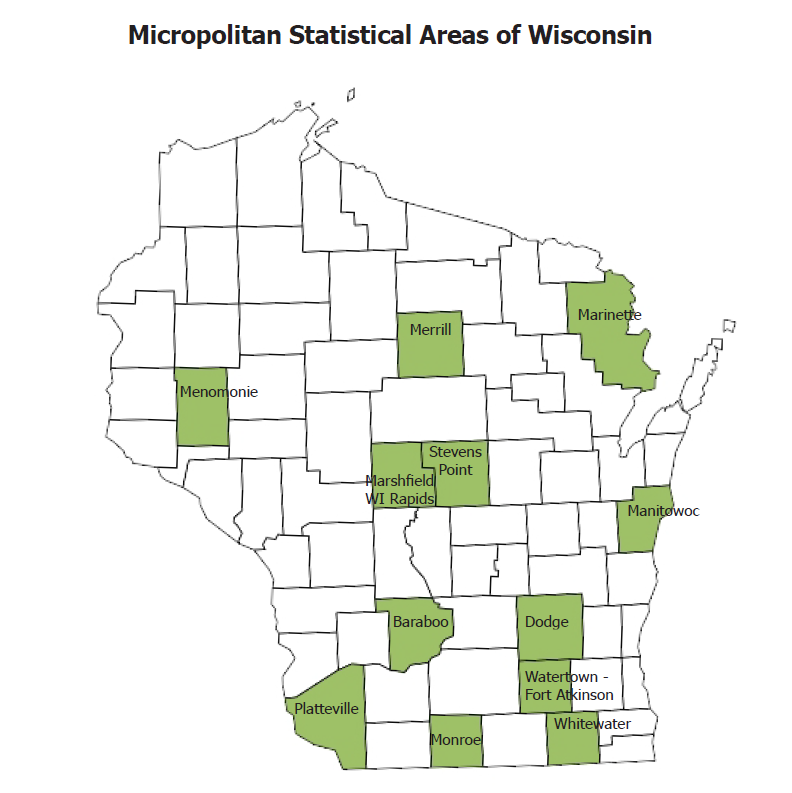 Micropolitan Statistical Areas of Wisconsin
Marinette
Merrill
Menomonie
Stevens
Point
Marshfield
WI Rapids
Manitowoc
Baraboo
Dodge
Watertown -
Fort Atkinson
Platteville
Whitewater
Monroe